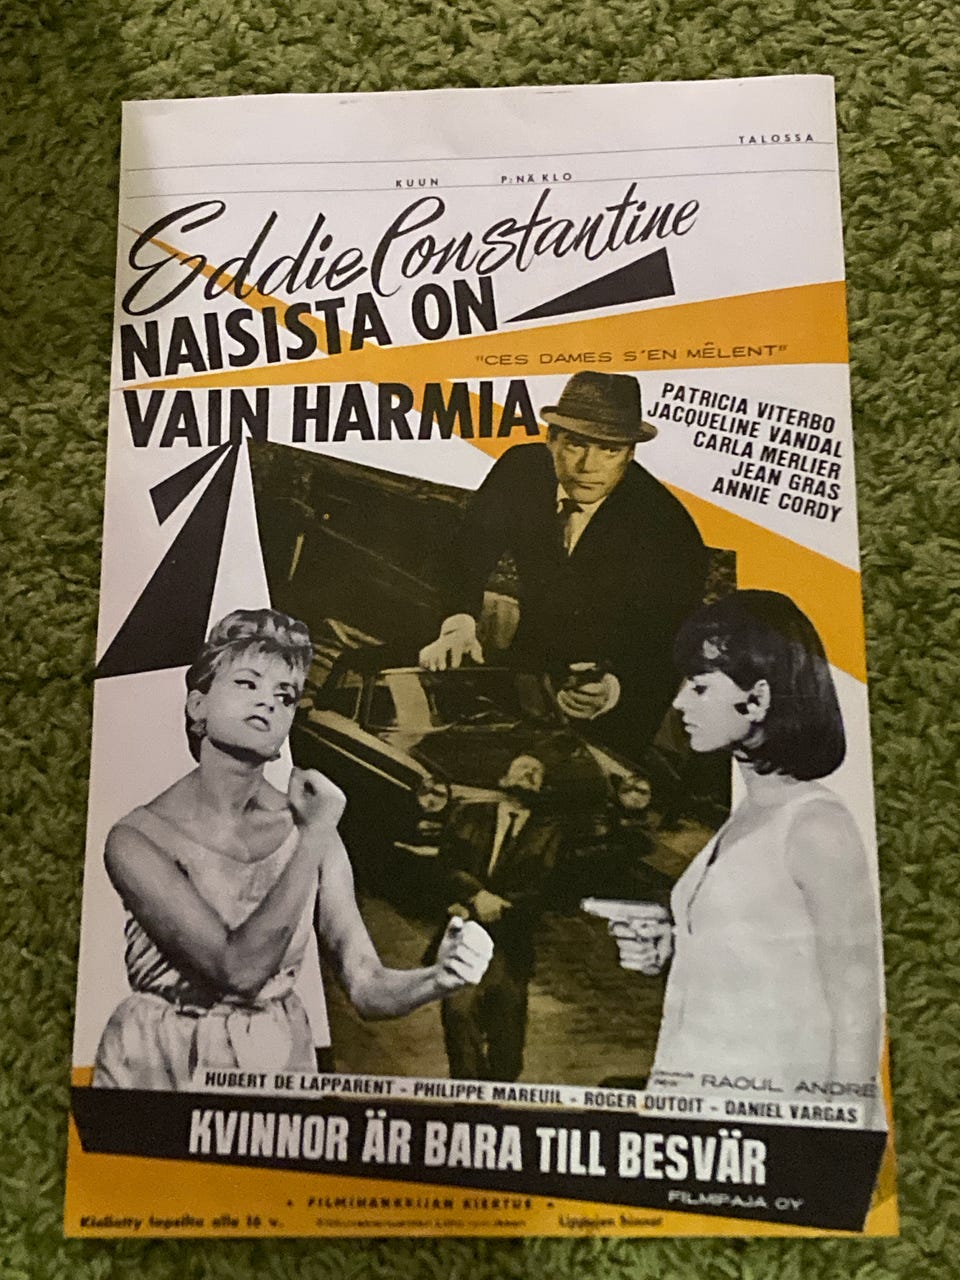 TALOSSA
KUUN P:NÄ KLO
Eddie Constantine
NAISISTA ON
"CES DAMES S'EN MÊLENT"
VAIN HARMIA
PATRICIA VITERBO
JACQUELINE VANDAL
CARLA MERLIER
JEAN GRAS
ANNIE CORDY
RAOUL ANDRÉ
HUBERT DE LAPPARENT - PHILIPPE MAREUIL - ROGER DUTOIT - DANIEL VARGAS
KVINNOR ÄR BARA TILL BESVÄR
FILMIPAJA OY
- FILMIHANKKIJAN KIERTUE -
Kielletty lapsilta alle 16 v. Lippujen hinnat